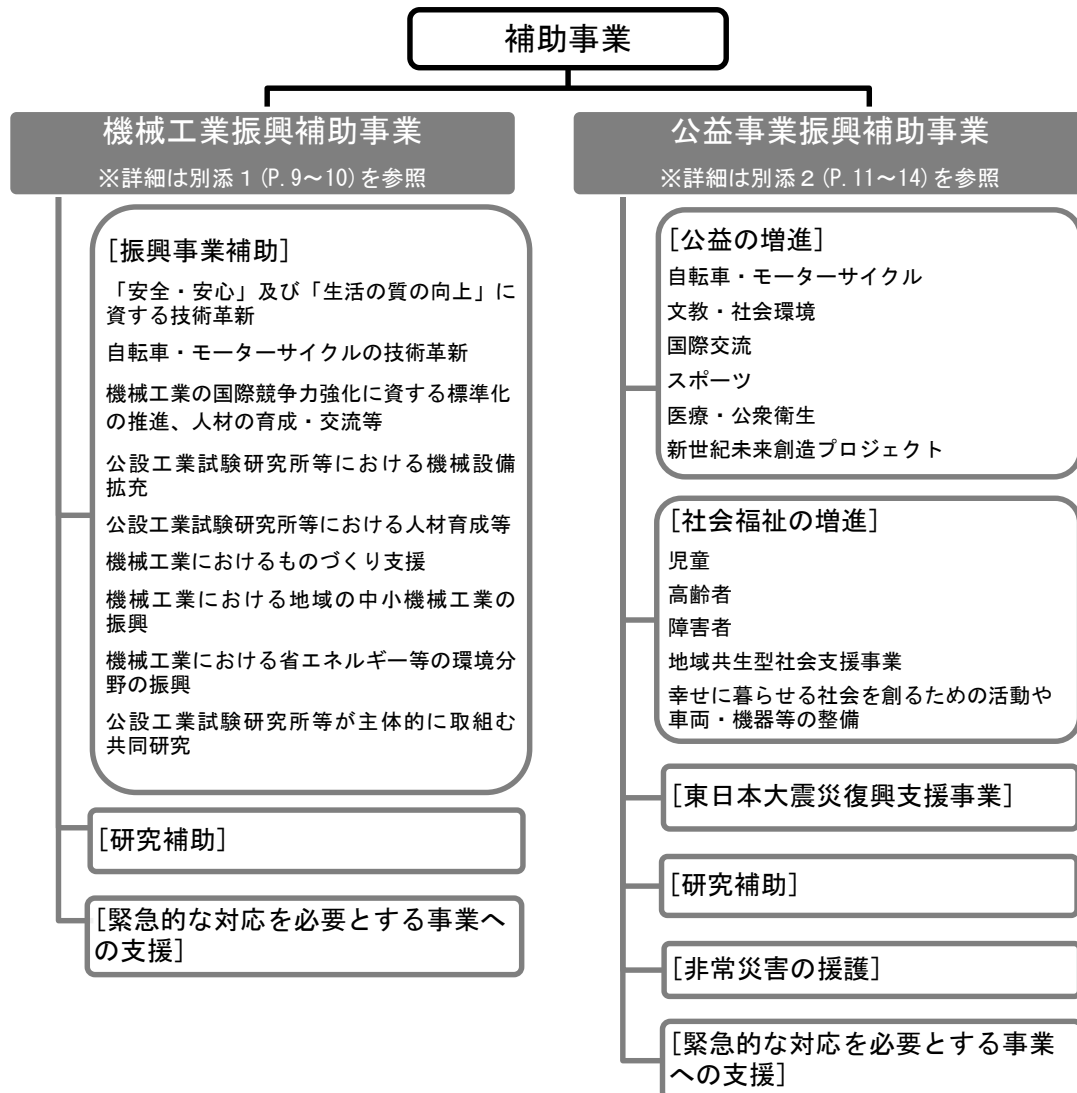 補助事業
機械工業振興補助事業
※詳細は別添1(P.9～10)を参照
[振興事業補助]
「安全・安心」及び「生活の質の向上」に
資する技術革新
自転車・モーターサイクルの技術革新
機械工業の国際競争力強化に資する標準化
の推進、人材の育成・交流等
公設工業試験研究所等における機械設備
拡充
公設工業試験研究所等における人材育成等
機械工業におけるものづくり支援
機械工業における地域の中小機械工業の
振興
機械工業における省エネルギー等の環境分
野の振興
公設工業試験研究所等が主体的に取組む
共同研究
[研究補助]
[緊急的な対応を必要とする事業へ
の支援]
公益事業振興補助事業
※詳細は別添2(P.11～14)を参照
[公益の増進]
自転車・モーターサイクル
文教・社会環境
国際交流
スポーツ
医療・公衆衛生
新世紀未来創造プロジェクト
[社会福祉の増進]
児童
高齢者
障害者
地域共生型社会支援事業
幸せに暮らせる社会を創るための活動や
車両・機器等の整備
[東日本大震災復興支援事業]
[研究補助]
[非常災害の援護]
[緊急的な対応を必要とする事業
への支援]